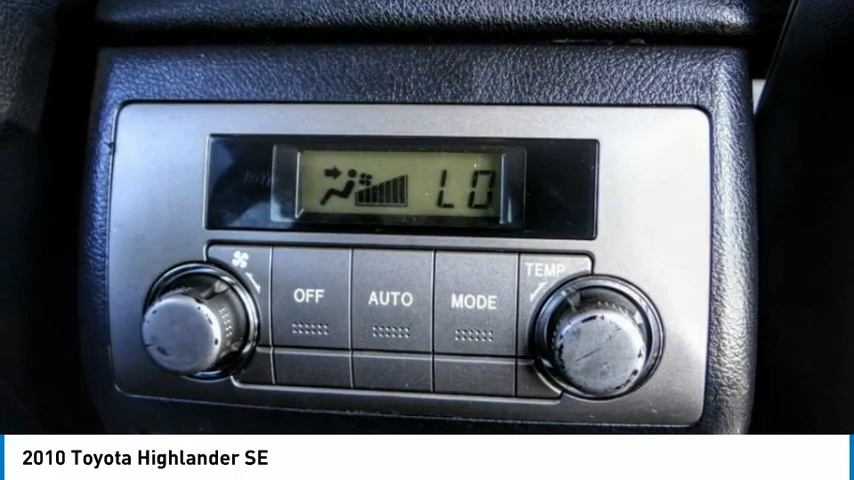 LO
TEMP
OFF
AUTO
MODE
2010 Toyota Highlander SE